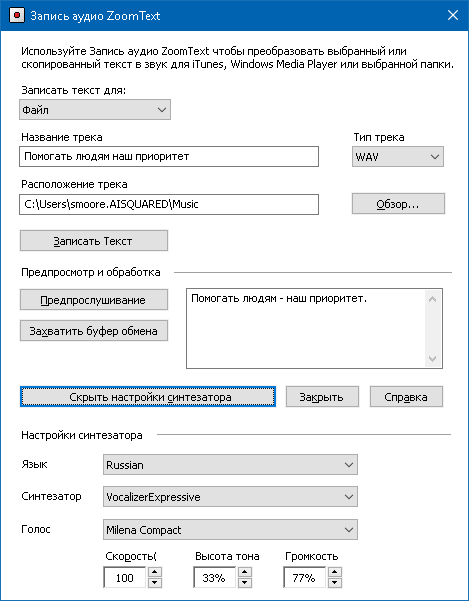 Запись аудио ZoomText
Используйте Запись аудио ZoomText чтобы преобразовать выбранный или
скопированный текст в звук для iTunes, Windows Media Player или выбранной папки.
Записать текст для:
Файл
Название трека
Тип трека
Помогать людям наш приоритет
WAV
Расположение трека
C:\Users\smoore.AISQUARED\Music
Обзор...
Записать Текст
Предпросмотр и обработка
Предпрослушивание
Помогать людям - наш приоритет.
Захватить буфер обмена
Скрыть настройки синтезатора
Закрыть
Справка
Настройки синтезатора
Язык
Russian
Синтезатор
VocalizerExpressive
Голос
Milena Compact
Скорость(
Высота тона
Громкость
100
33%
77%